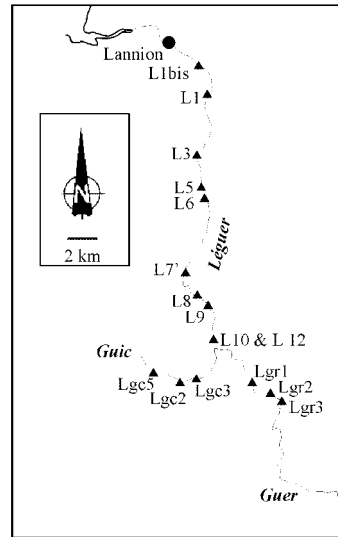 Lannion
L1bis
L1
L3
N
L5
L6
2 km
Léguer
L7'
L8
L9
L10 & L 12
Guic
Lgc5
Lgc2
Lgc3
Lgr1
Lgr2
Lgr3
Guer